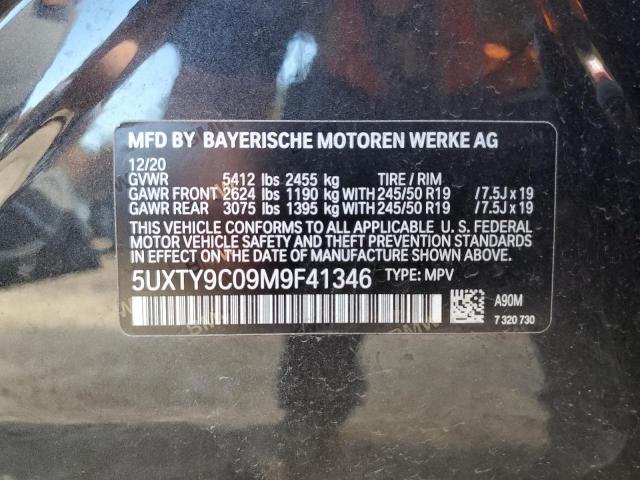 MFD BY BAYERISCHE MOTOREN WERKE AG
12/20
GVWR 5412 lbs 2455 kg TIRE / RIM
GAWR FRONT 2624 lbs 1190 kg WITH 245/50 R19 / 7.5J x 19
GAWR REAR 3075 lbs 1395 kg WITH 245/50 R19 / 7.5J x 19
THIS VEHICLE CONFORMS TO ALL APPLICABLE U. S. FEDERAL
MOTOR VEHICLE SAFETY AND THEFT PREVENTION STANDARDS
IN EFFECT ON THE DATE OF MANUFACTURE SHOWN ABOVE.
5UXTY9C09M9F41346 TYPE: MPV
A90M
7 320 730